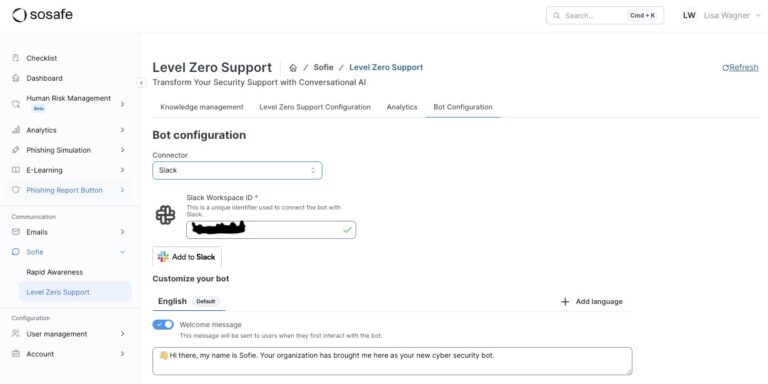 sosafe
Search...
Cmd + K
LW
Lisa Wagner
Checklist
Dashboard
Human Risk Management
Beta
Analytics
Phishing Simulation
E-Learning
Phishing Report Button
Communication
Emails
Sofie
Rapid Awareness
Level Zero Support
Configuration
User management
Account
Level Zero Support
/ Sofie / Level Zero Support
Refresh
Transform Your Security Support with Conversational AI
Knowledge management
Level Zero Support Configuration
Analytics
Bot Configuration
Bot configuration
Connector
Slack
Slack Workspace ID *
This is a unique identifier used to connect the bot with
Slack.
Add to Slack
Customize your bot
English
Default
Add language
Welcome message
This message will be sent to users when they first interact with the bot.
👋 Hi there, my name is Sofie. Your organization has brought me here as your new cyber security bot.